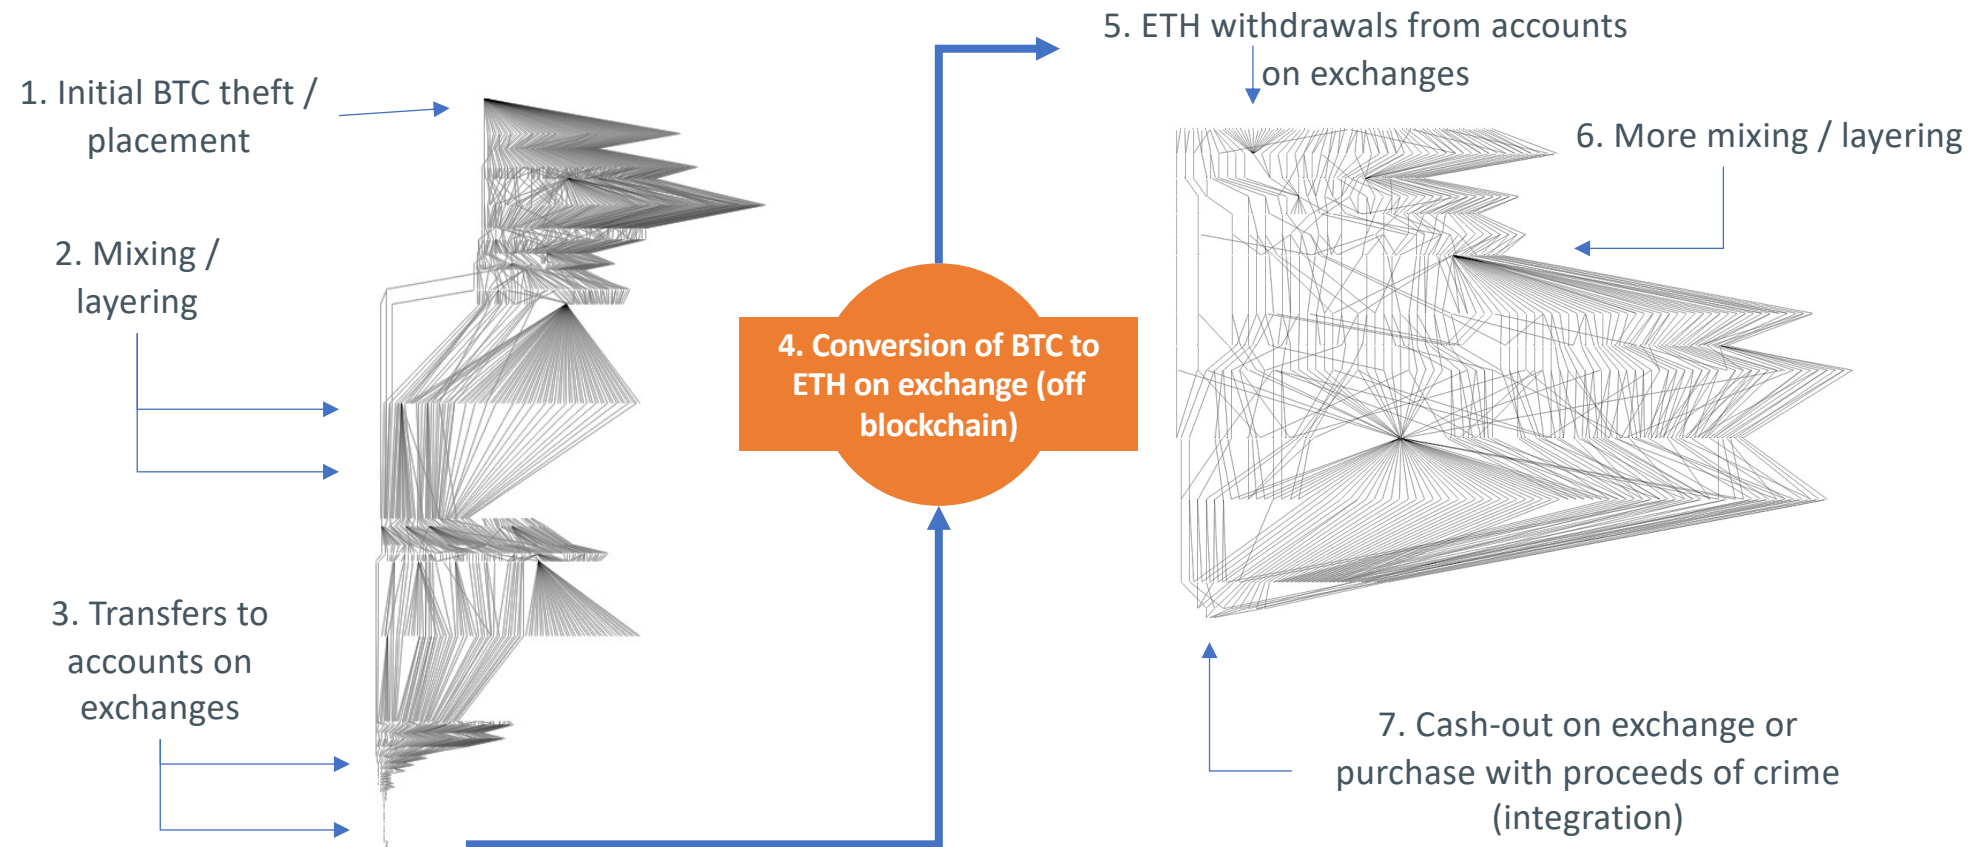 1. Initial BTC theft /
placement
2. Mixing /
layering
3. Transfers to
accounts on
exchanges
4. Conversion of BTC to
ETH on exchange (off
blockchain)
5. ETH withdrawals from accounts
on exchanges
6. More mixing / layering
7. Cash-out on exchange or
purchase with proceeds of crime
(integration)